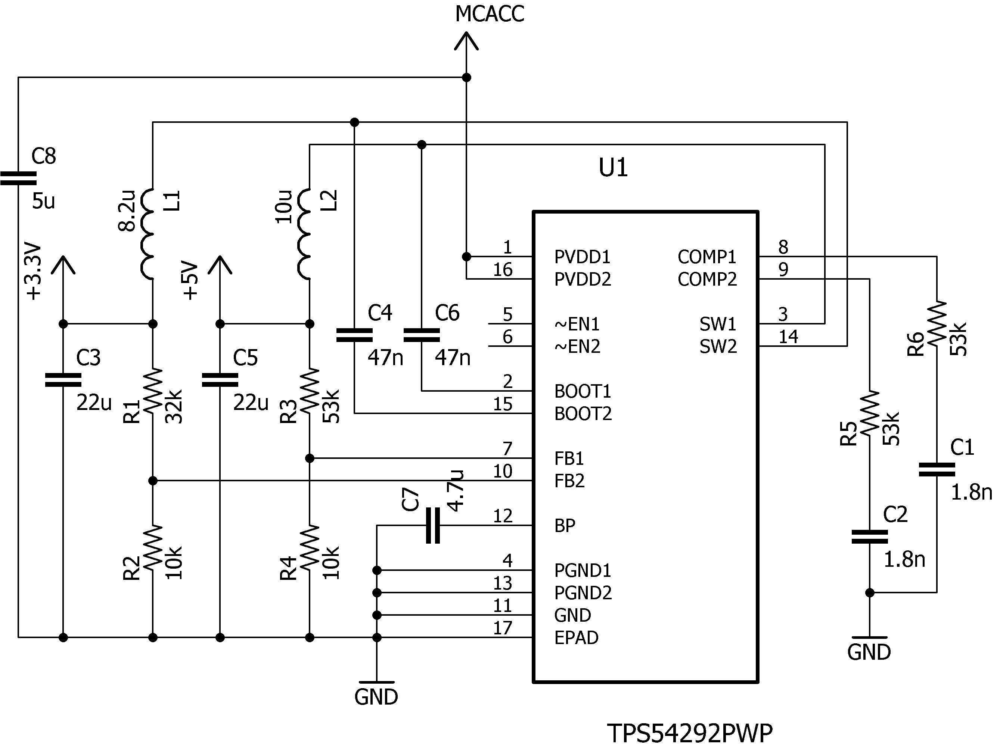 MCACC
C8
5u
8.2u
L1
10u
L2
U1
+3.3V
+5V
C3
22u
R1
32k
C5
22u
R3
53k
C4
47n
C6
47n
1
PVDD1
16
PVDD2
5
~EN1
6
~EN2
2
BOOT1
15
BOOT2
7
FB1
10
FB2
12
BP
4
PGND1
13
PGND2
11
GND
17
EPAD
COMP1
8
COMP2
9
SW1
3
SW2
14
R6
53k
R5
53k
C1
1.8n
C2
1.8n
C7
4.7u
R2
10k
R4
10k
GND
GND
TPS54292PWP